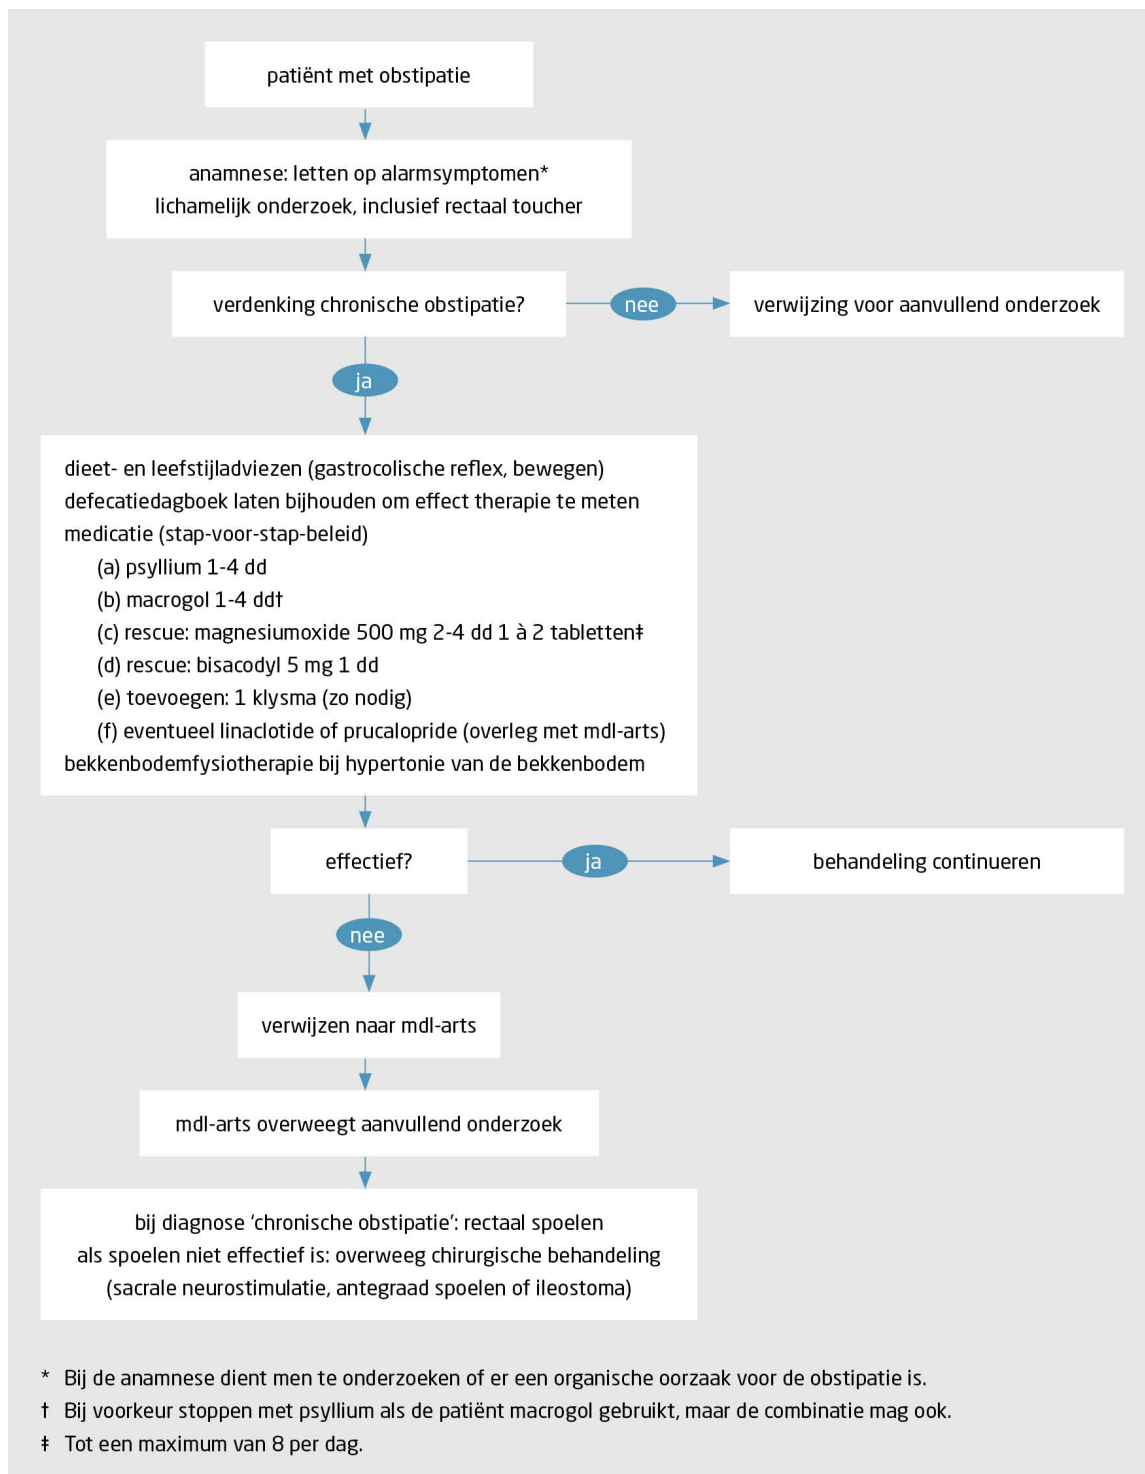 patiënt met obstipatie
anamnese: letten op alarmsymptomen*
lichamelijk onderzoek, inclusief rectaal toucher
verdenking chronische obstipatie?
nee
verwijzing voor aanvullend onderzoek
ja
dieet- en leefstijladviezen (gastrocolische reflex, bewegen)
defecatiedagboek laten bijhouden om effect therapie te meten
medicatie (stap-voor-stap-beleid)
(a) psyllium 1-4 dd
(b) macrogol 1-4 dd†
(c) rescue: magnesiumoxide 500 mg 2-4 dd 1 à 2 tabletten‡
(d) rescue: bisacodyl 5 mg 1 dd
(e) toevoegen: 1 klysma (zo nodig)
(f) eventueel linaclotide of prucalopride (overleg met mdl-arts)
bekkenbodemfysiotherapie bij hypertonie van de bekkenbodem
effectief?
ja
behandeling continueren
nee
verwijzen naar mdl-arts
mdl-arts overweegt aanvullend onderzoek
bij diagnose ‘chronische obstipatie’: rectaal spoelen
als spoelen niet effectief is: overweeg chirurgische behandeling
(sacrale neurostimulatie, antegraad spoelen of ileostoma)
* Bij de anamnese dient men te onderzoeken of er een organische oorzaak voor de obstipatie is.
† Bij voorkeur stoppen met psyllium als de patiënt macrogol gebruikt, maar de combinatie mag ook.
‡ Tot een maximum van 8 per dag.